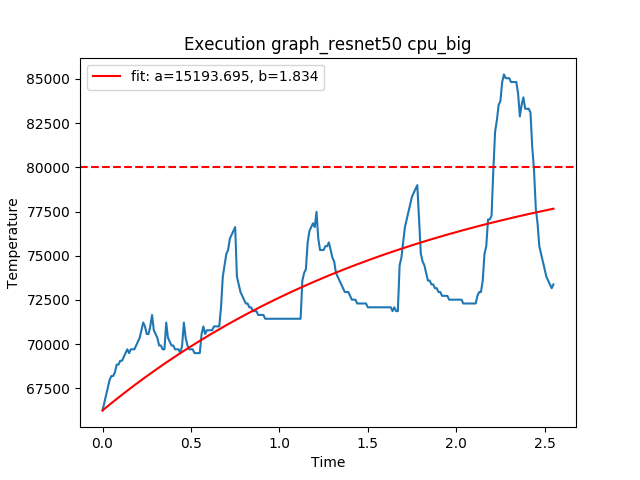 Execution graph_resnet50 cpu_big
fit: a=15193.695, b=1.834
85000
82500
80000
77500
75000
72500
70000
67500
Temperature
0.0 0.5 1.0 1.5 2.0 2.5
Time